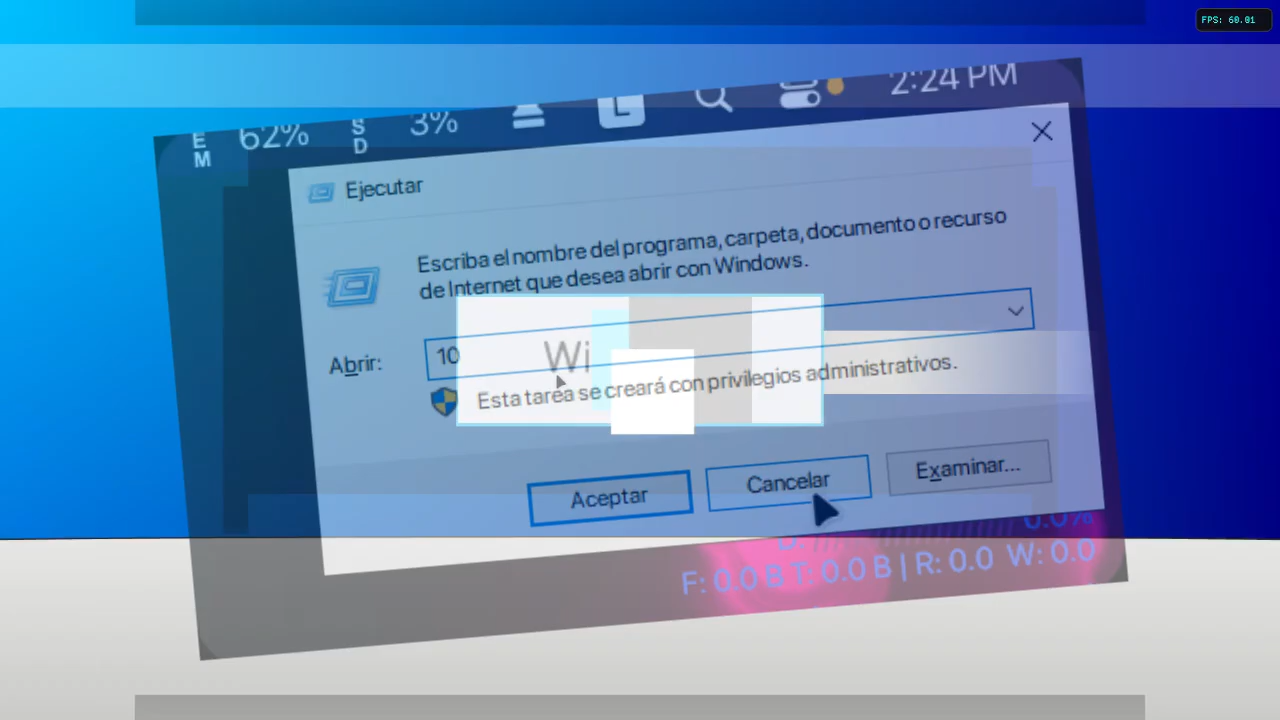 FPS: 60.01
E M 62% S D 3% L 2:24 PM
Ejecutar
Escriba el nombre del programa, carpeta, documento o recurso
de Internet que desea abrir con Windows.
Abrir: 10
Wi
Esta tarea se creará con privilegios administrativos.
Aceptar Cancelar Examinar...
D: 0.0%
F: 0.0 B T: 0.0 B | R: 0.0 W: 0.0